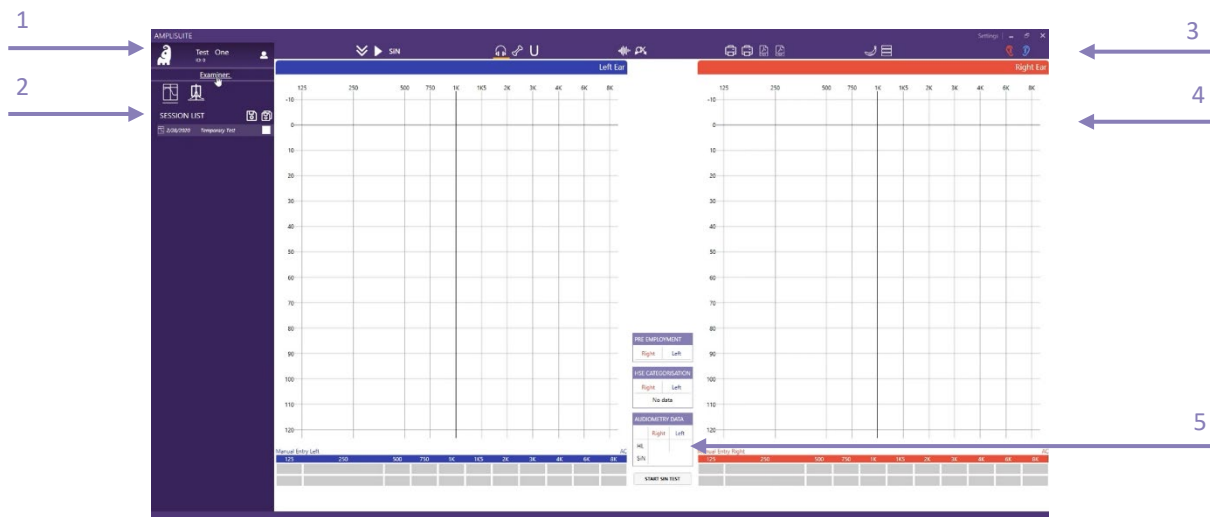 1
2
3
4
5
AMPLISUITE
Settings
Test One
ID: 3
SiN
Examiner:
SESSION LIST
2/28/2020 Temporary Test
Left Ear
125 250 500 750 1K 1K5 2K 3K 4K 6K 8K
-10
0
10
20
30
40
50
60
70
80
90
100
110
120
Manual Entry Left AC
125 250 500 750 1K 1K5 2K 3K 4K 6K 8K
PRE EMPLOYMENT
Right Left
HSE CATEGORISATION
Right Left
No data
AUDIOMETRY DATA
Right Left
HL
SiN
START SIN TEST
Right Ear
125 250 500 750 1K 1K5 2K 3K 4K 6K 8K
-10
0
10
20
30
40
50
60
70
80
90
100
110
120
Manual Entry Right AC
125 250 500 750 1K 1K5 2K 3K 4K 6K 8K